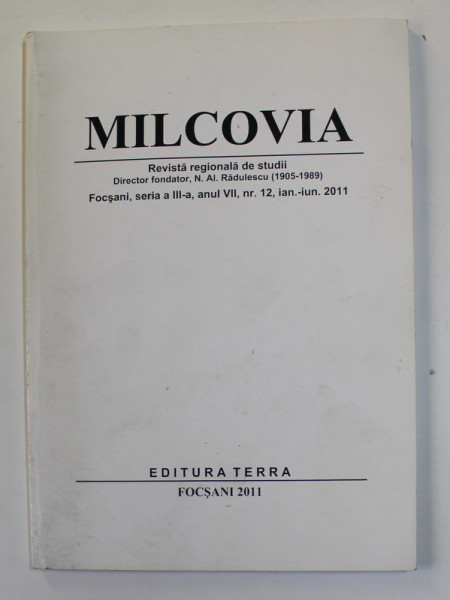 MILCOVIA
Revistă regională de studii
Director fondator, N. Al. Rădulescu (1905-1989)
Focşani, seria a III-a, anul VII, nr. 12, ian.-iun. 2011
EDITURA TERRA
FOCŞANI 2011